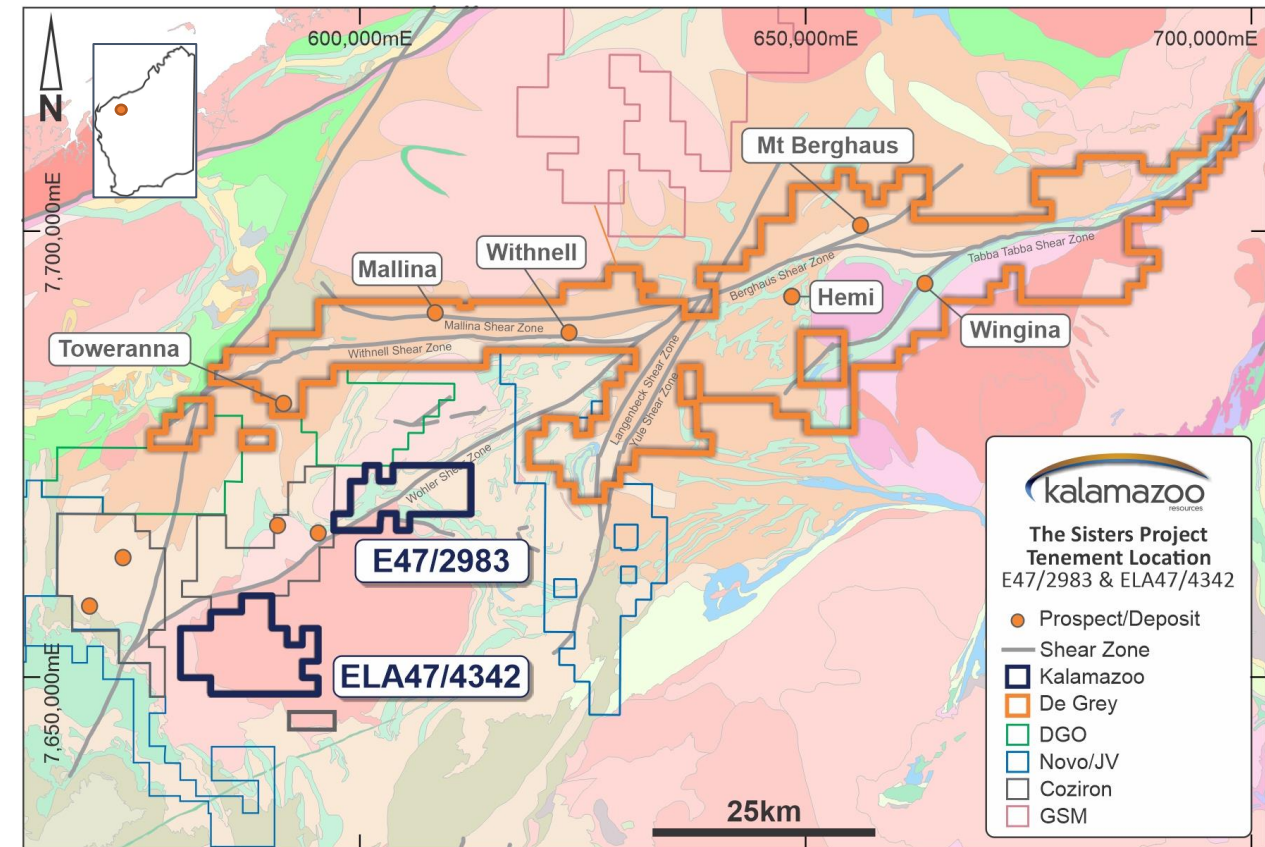 600,000mE
650,000mE
700,000mE
N
7,700,000mE
7,650,000mE
Mt Berghaus
Withnell
Mallina
Hemi
Wingina
Toweranna
Berghaus Shear Zone
Tabba Tabba Shear Zone
Mallina Shear Zone
Withnell Shear Zone
Langenbeck Shear Zone
Yule Shear Zone
Wohler Shear Zone
E47/2983
ELA47/4342
25km
kalamazoo
resources
The Sisters Project
Tenement Location
E47/2983 & ELA47/4342
Prospect/Deposit
Shear Zone
Kalamazoo
De Grey
DGO
Novo/JV
Coziron
GSM